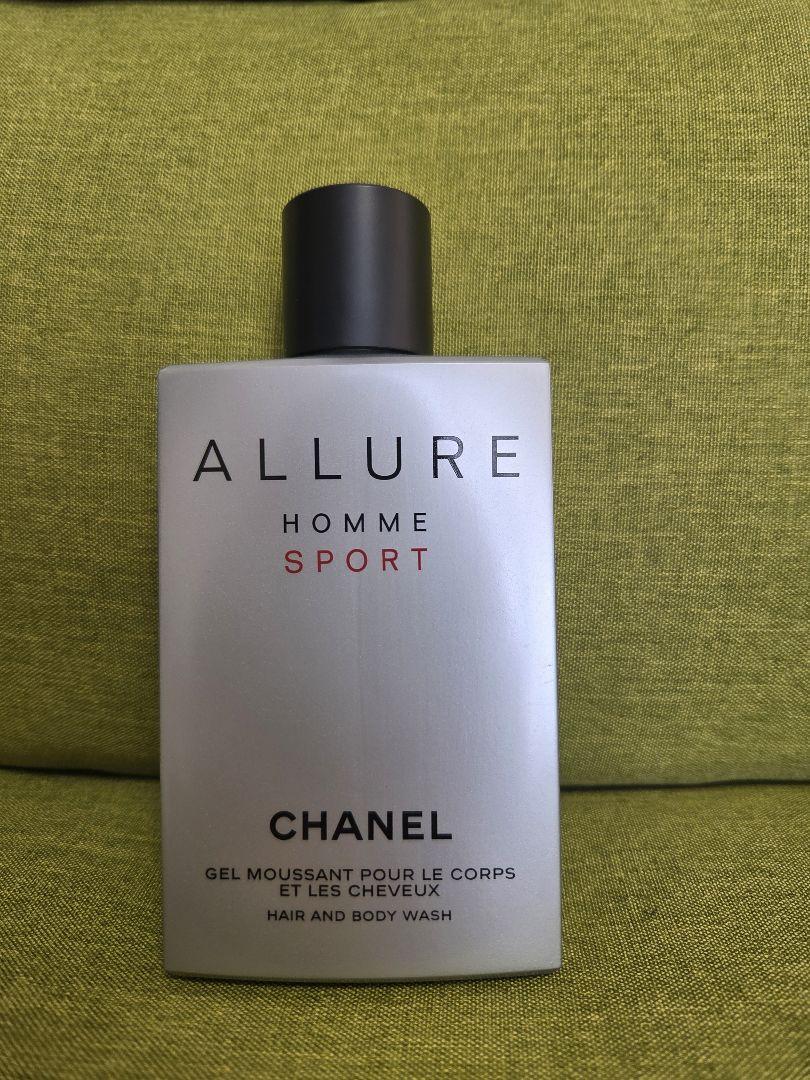 ALLURE
HOMME
SPORT
CHANEL
GEL MOUSSANT POUR LE CORPS
ET LES CHEVEUX
HAIR AND BODY WASH